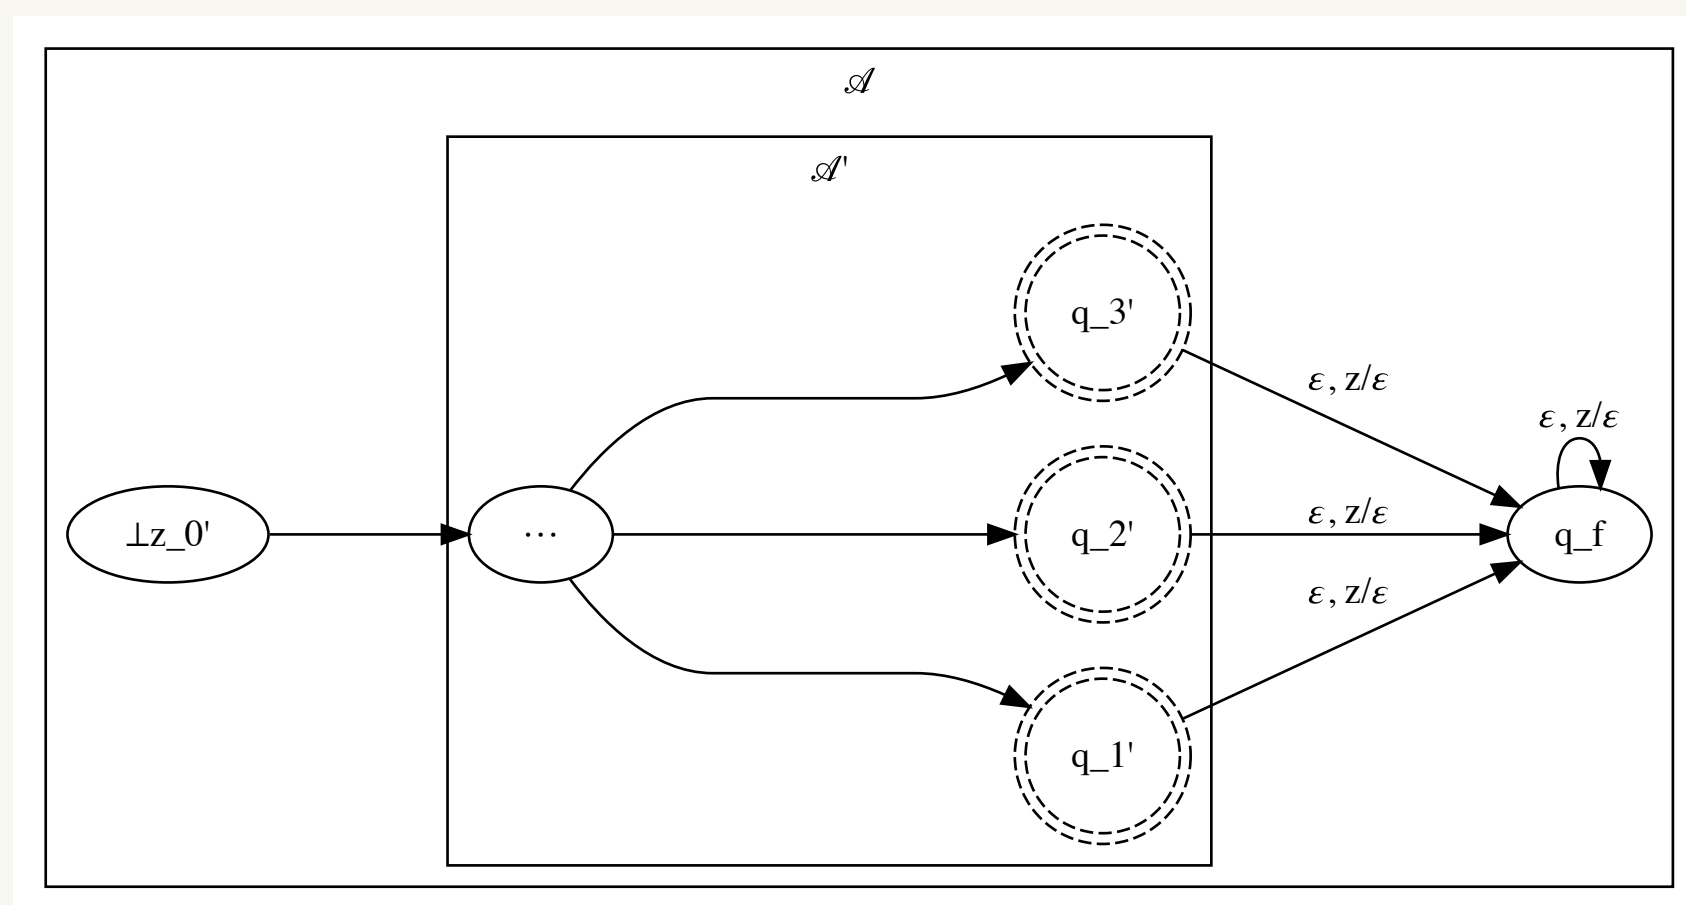 𝒜
𝒜'
q_3'
ε, z/ε
ε, z/ε
⊥z_0'
⋯
q_2'
ε, z/ε
q_f
ε, z/ε
q_1'